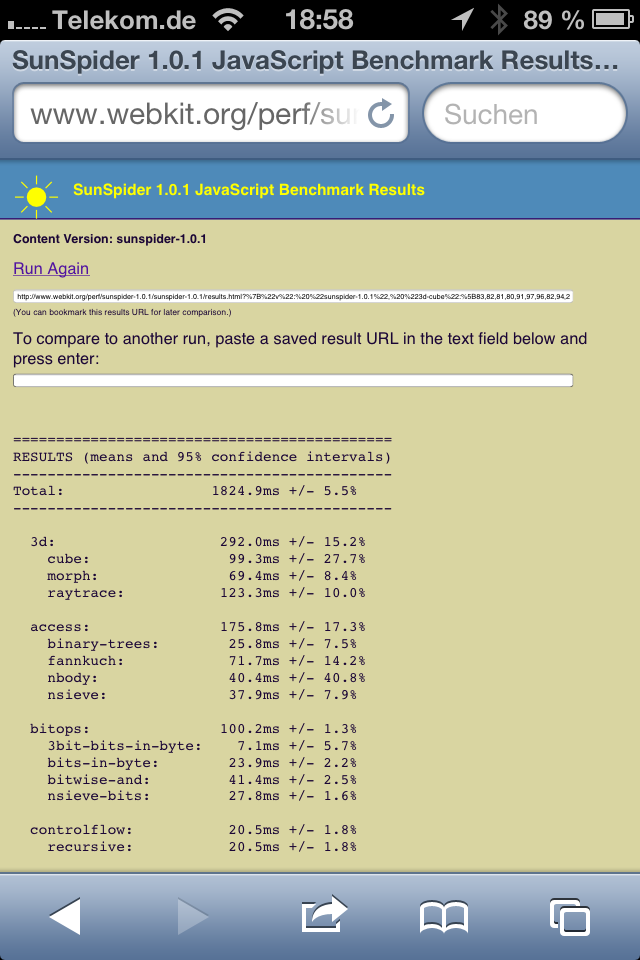 Telekom.de 18:58 89 %
SunSpider 1.0.1 JavaScript Benchmark Results...
www.webkit.org/perf/sun Suchen
SunSpider 1.0.1 JavaScript Benchmark Results
Content Version: sunspider-1.0.1
Run Again
http://www.webkit.org/perf/sunspider-1.0.1/sunspider-1.0.1/results.html?%7B%22v%22:%20%22sunspider-1.0.1%22,%20%223d-cube%22:%5B83,82,81,80,91,97,96,82,94,2
(You can bookmark this results URL for later comparison.)
To compare to another run, paste a saved result URL in the text field below and
press enter:
============================================
RESULTS (means and 95% confidence intervals)
--------------------------------------------
Total: 1824.9ms +/- 5.5%
--------------------------------------------
3d: 292.0ms +/- 15.2%
cube: 99.3ms +/- 27.7%
morph: 69.4ms +/- 8.4%
raytrace: 123.3ms +/- 10.0%
access: 175.8ms +/- 17.3%
binary-trees: 25.8ms +/- 7.5%
fannkuch: 71.7ms +/- 14.2%
nbody: 40.4ms +/- 40.8%
nsieve: 37.9ms +/- 7.9%
bitops: 100.2ms +/- 1.3%
3bit-bits-in-byte: 7.1ms +/- 5.7%
bits-in-byte: 23.9ms +/- 2.2%
bitwise-and: 41.4ms +/- 2.5%
nsieve-bits: 27.8ms +/- 1.6%
controlflow: 20.5ms +/- 1.8%
recursive: 20.5ms +/- 1.8%